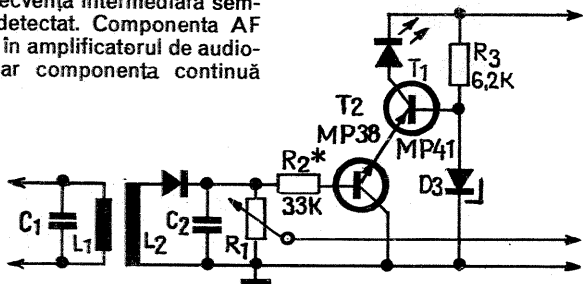 ecvența intermediară sem-
detectat. Componenta AF
în amplificatorul de audio-
ar componenta continuă
T1
R3
6,2K
T2
MP38
MP41
R2*
33K
D3
C1
L1
L2
C2
R1